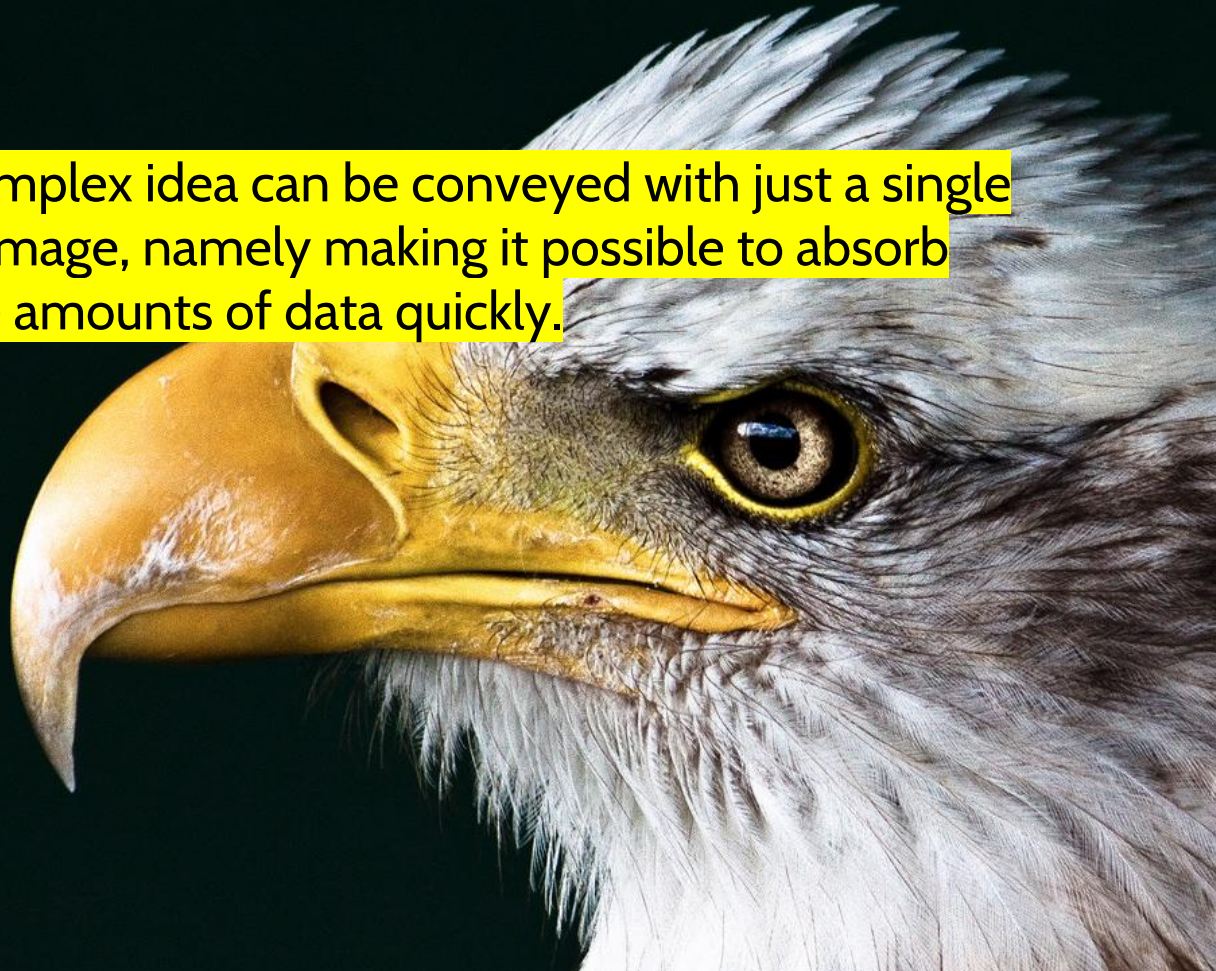 mplex idea can be conveyed with just a single
mage, namely making it possible to absorb
amounts of data quickly.